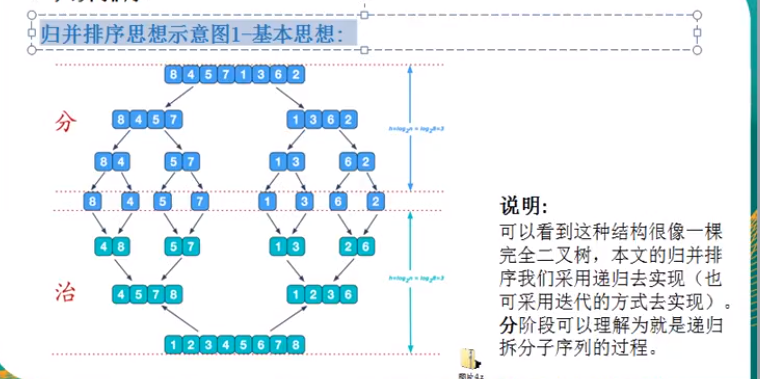 归并排序思想示意图1-基本思想:
8 4 5 7 1 3 6 2
分
8 4 5 7 1 3 6 2
8 4 5 7 1 3 6 2
8 4 5 7 1 3 6 2
4 8 5 7 1 3 2 6
治
4 5 7 8 1 2 3 6
1 2 3 4 5 6 7 8
说明:
可以看到这种结构很像一棵
完全二叉树，本文的归并排
序我们采用递归去实现（也
可采用迭代的方式去实现）。
分阶段可以理解为就是递归
拆分子序列的过程。